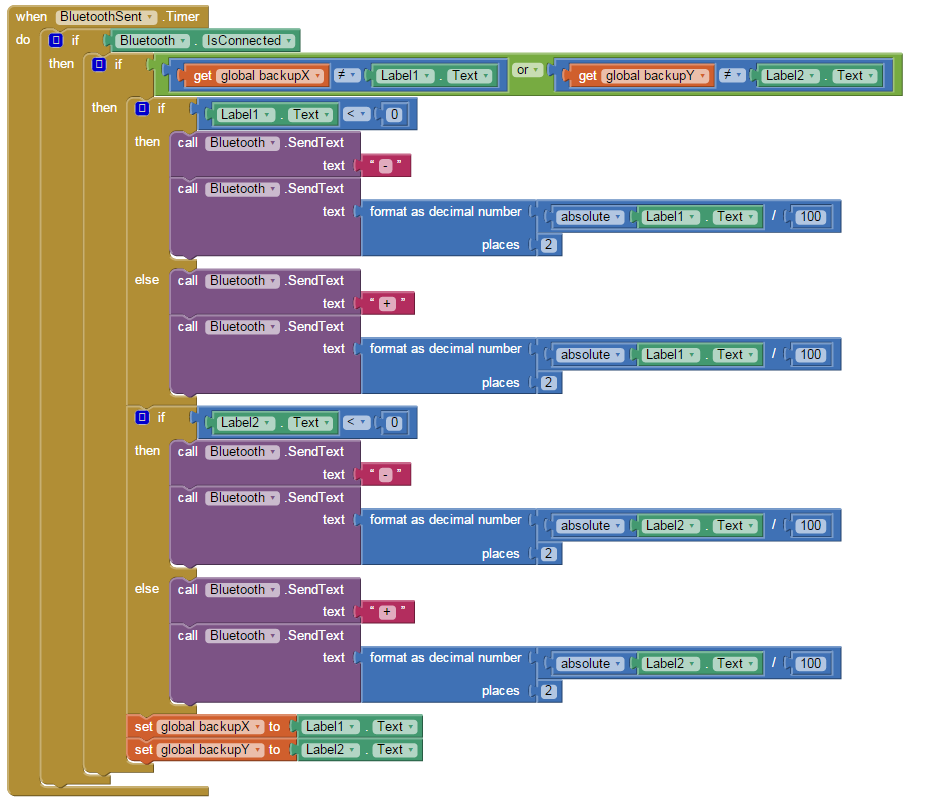 when BluetoothSent .Timer
do if Bluetooth . IsConnected
then if get global backupX ≠ Label1 . Text or get global backupY ≠ Label2 . Text
then if Label1 . Text < 0
then call Bluetooth .SendText
text " - "
call Bluetooth .SendText
text format as decimal number absolute Label1 . Text / 100
places 2
else call Bluetooth .SendText
text " + "
call Bluetooth .SendText
text format as decimal number absolute Label1 . Text / 100
places 2
if Label2 . Text < 0
then call Bluetooth .SendText
text " - "
call Bluetooth .SendText
text format as decimal number absolute Label2 . Text / 100
places 2
else call Bluetooth .SendText
text " + "
call Bluetooth .SendText
text format as decimal number absolute Label2 . Text / 100
places 2
set global backupX to Label1 . Text
set global backupY to Label2 . Text